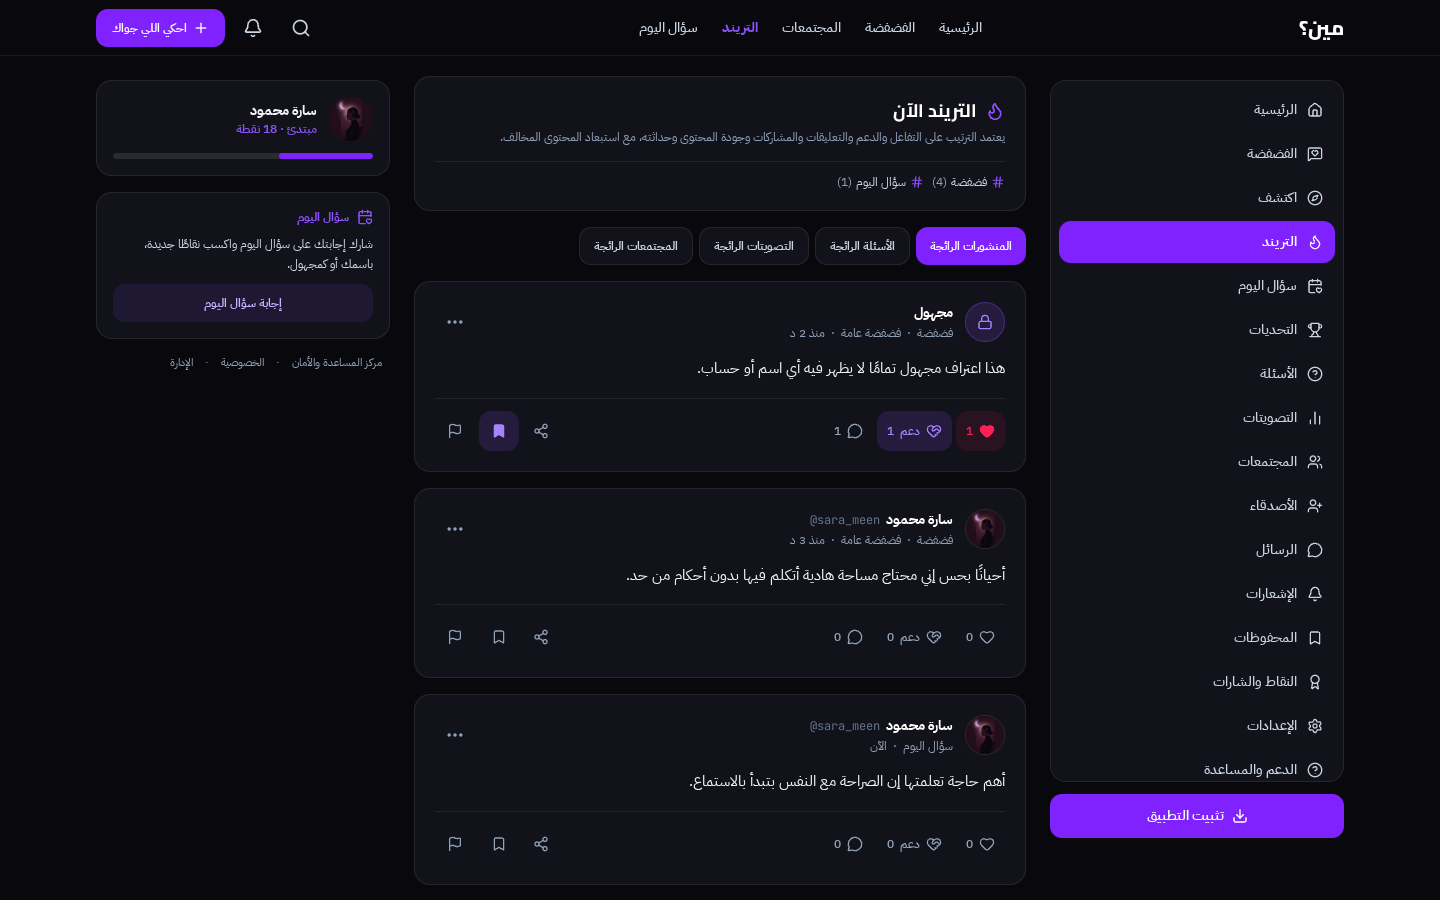 مين؟
الرئيسية
الفضفضة
المجتمعات
التريند
سؤال اليوم
احكي اللي جواك
الرئيسية
الفضفضة
اكتشف
التريند
سؤال اليوم
التحديات
الأسئلة
التصويتات
المجتمعات
الأصدقاء
الرسائل
الإشعارات
المحفوظات
النقاط والشارات
الإعدادات
الدعم والمساعدة
تثبيت التطبيق
التريند الآن
يعتمد الترتيب على التفاعل والدعم والتعليقات والمشاركات وجودة المحتوى وحداثته، مع استبعاد المحتوى المخالف.
# فضفضة (4) # سؤال اليوم (1)
المنشورات الرائجة
الأسئلة الرائجة
التصويتات الرائجة
المجتمعات الرائجة
مجهول
فضفضة · فضفضة عامة · منذ 2 د
هذا اعتراف مجهول تمامًا لا يظهر فيه أي اسم أو حساب.
1 دعم 1 1
سارة محمود @sara_meen
فضفضة · فضفضة عامة · منذ 3 د
أحيانًا بحس إني محتاج مساحة هادية أتكلم فيها بدون أحكام من حد.
0 دعم 0 0
سارة محمود @sara_meen
سؤال اليوم · الآن
أهم حاجة تعلمتها إن الصراحة مع النفس بتبدأ بالاستماع.
0 دعم 0 0
سارة محمود
مبتدئ · 18 نقطة
سؤال اليوم
شارك إجابتك على سؤال اليوم واكسب نقاطًا جديدة،
باسمك أو كمجهول.
إجابة سؤال اليوم
مركز المساعدة والأمان · الخصوصية · الإدارة